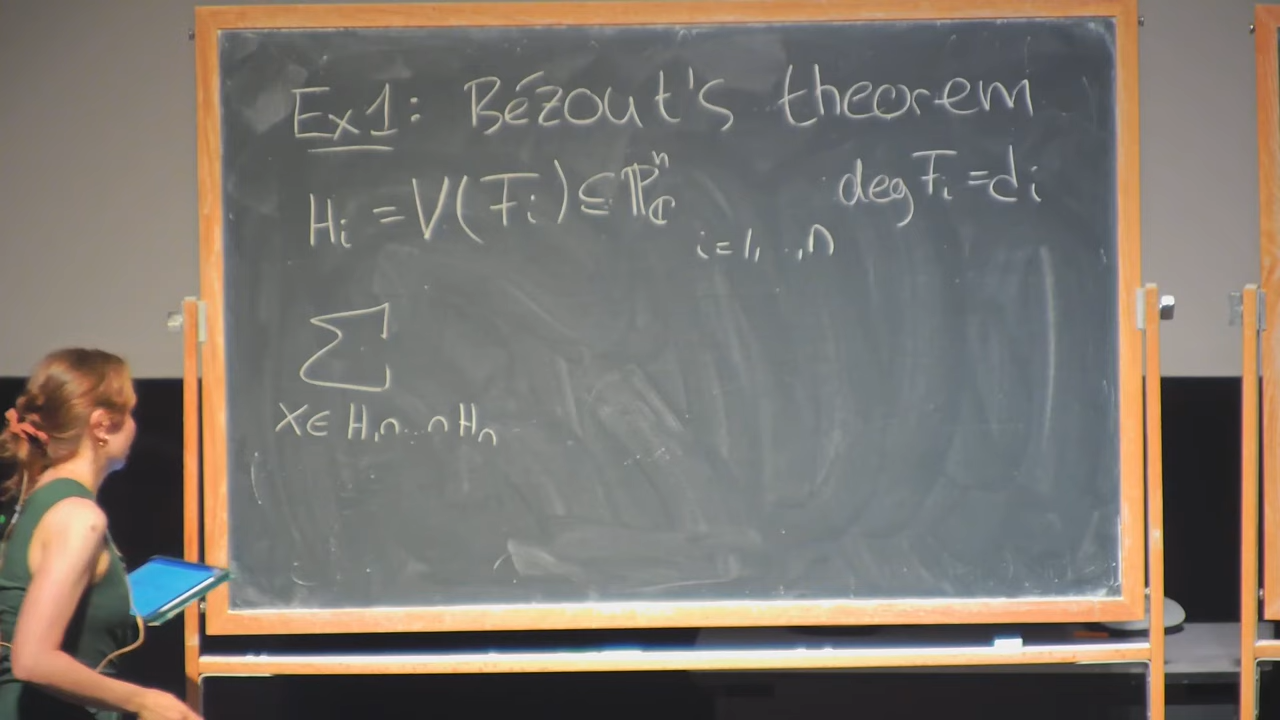 Ex1: Bézout's theorem
Hᵢ = V(Fᵢ) ⊆ ℙⁿ_ℂ i=1,..,n deg Fᵢ = dᵢ
∑
x ∈ H₁∩...∩Hₙ